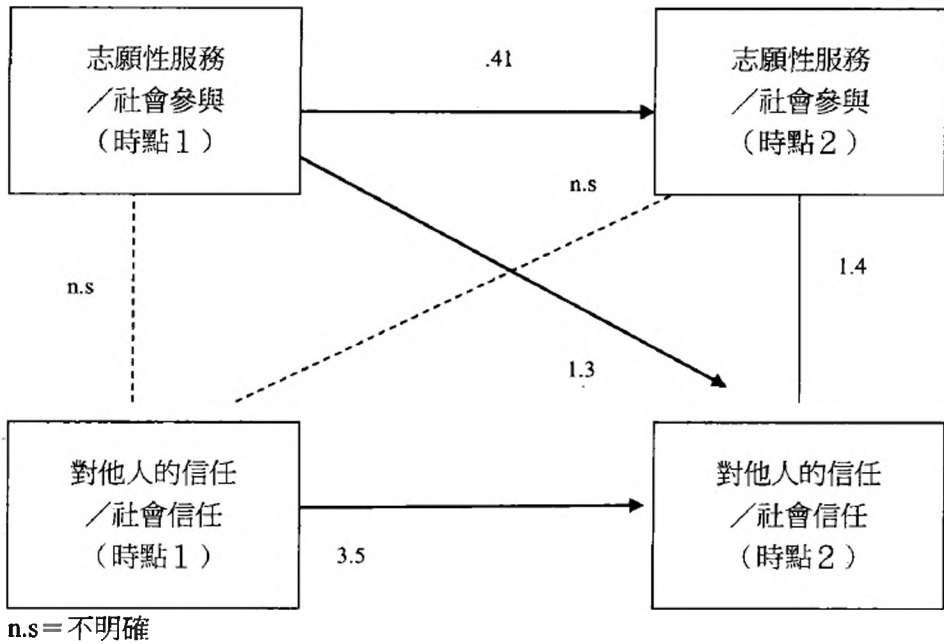 志願性服務
／社會參與
（時點1）
.41
志願性服務
／社會參與
（時點2）
n.s
n.s
1.4
1.3
對他人的信任
／社會信任
（時點1）
3.5
對他人的信任
／社會信任
（時點2）
n.s＝不明確